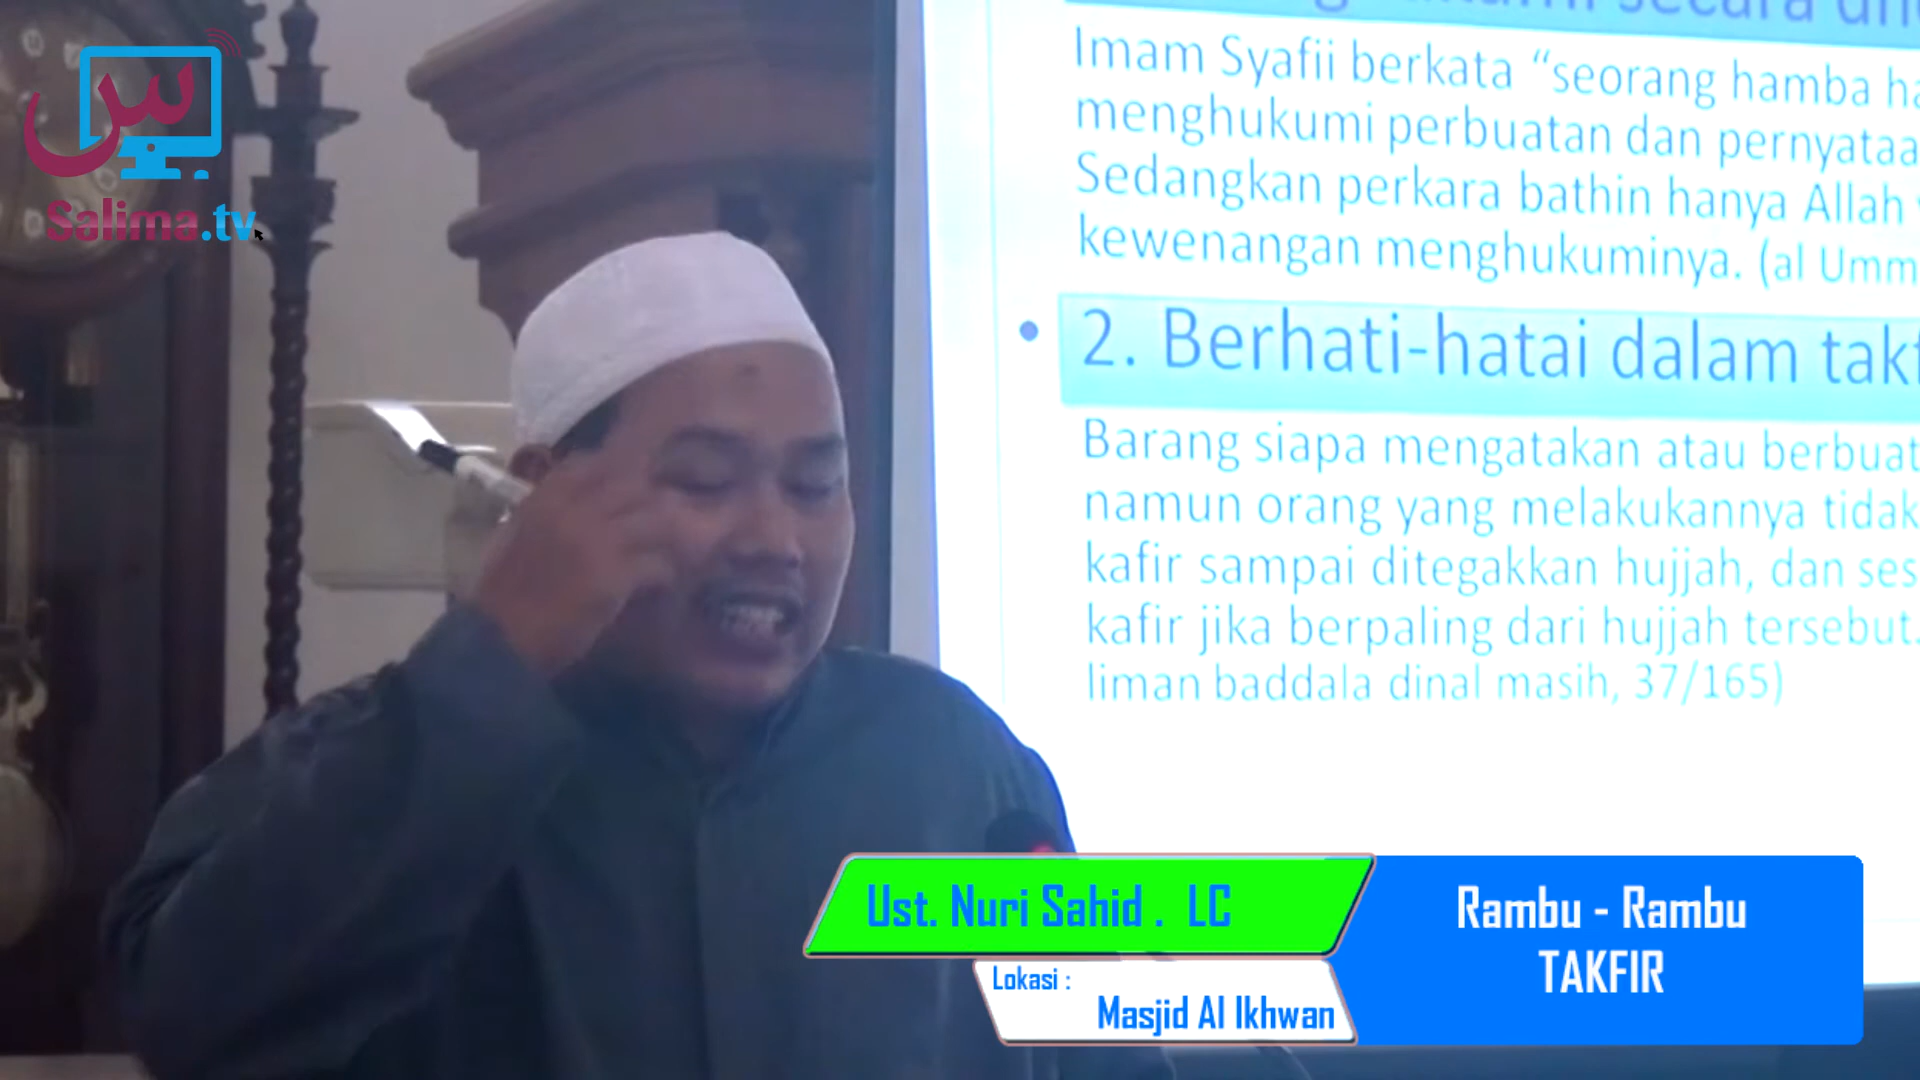 س
Salima.tv
secara
Imam Syafii berkata “seorang hamba
menghukumi perbuatan dan
Sedangkan perkara bathin hanya Allah
kewenangan menghukuminya. (al Umm
2. Berhati-hatai dalam
Barang siapa mengatakan atau berbuat
namun orang yang melakukannya tidak
kafir sampai ditegakkan hujjah, dan
kafir jika berpaling dari hujjah tersebut.
liman baddala dinal masih, 37/165)
Ust. Nuri Sahid . LC
Rambu - Rambu
TAKFIR
Lokasi :
Masjid Al Ikhwan